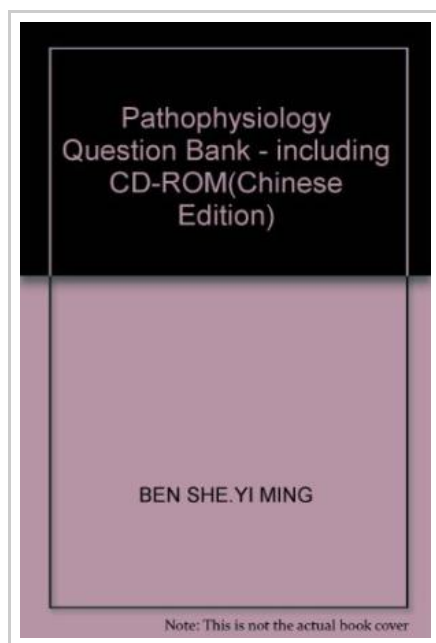 Pathophysiology
Question Bank - including
CD-ROM(Chinese
Edition)
BEN SHE.YI MING
Note: This is not the actual book cover